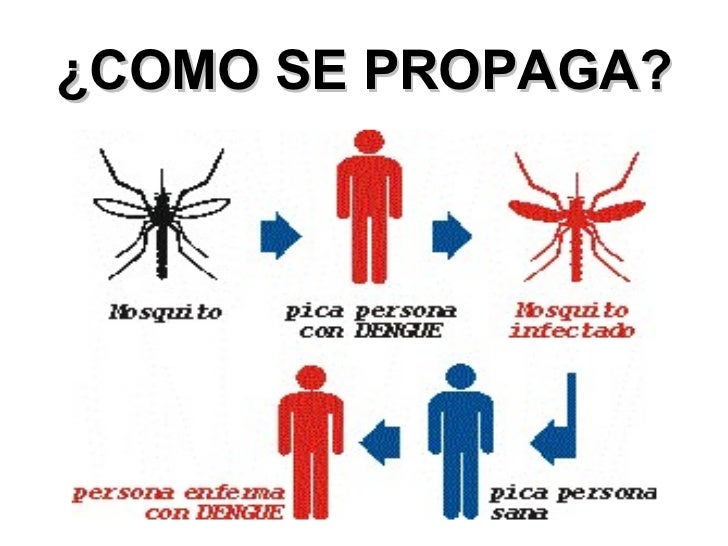 ¿COMO SE PROPAGA?
Mosquito
pica persona
con DENGUE
Mosquito
infectado
persona enferma
con DENGUE
pica persona
sana